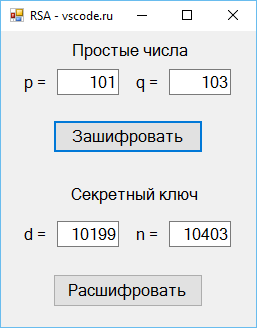 RSA - vscode.ru
Простые числа
p = 101 q = 103
Зашифровать
Секретный ключ
d = 10199 n = 10403
Расшифровать